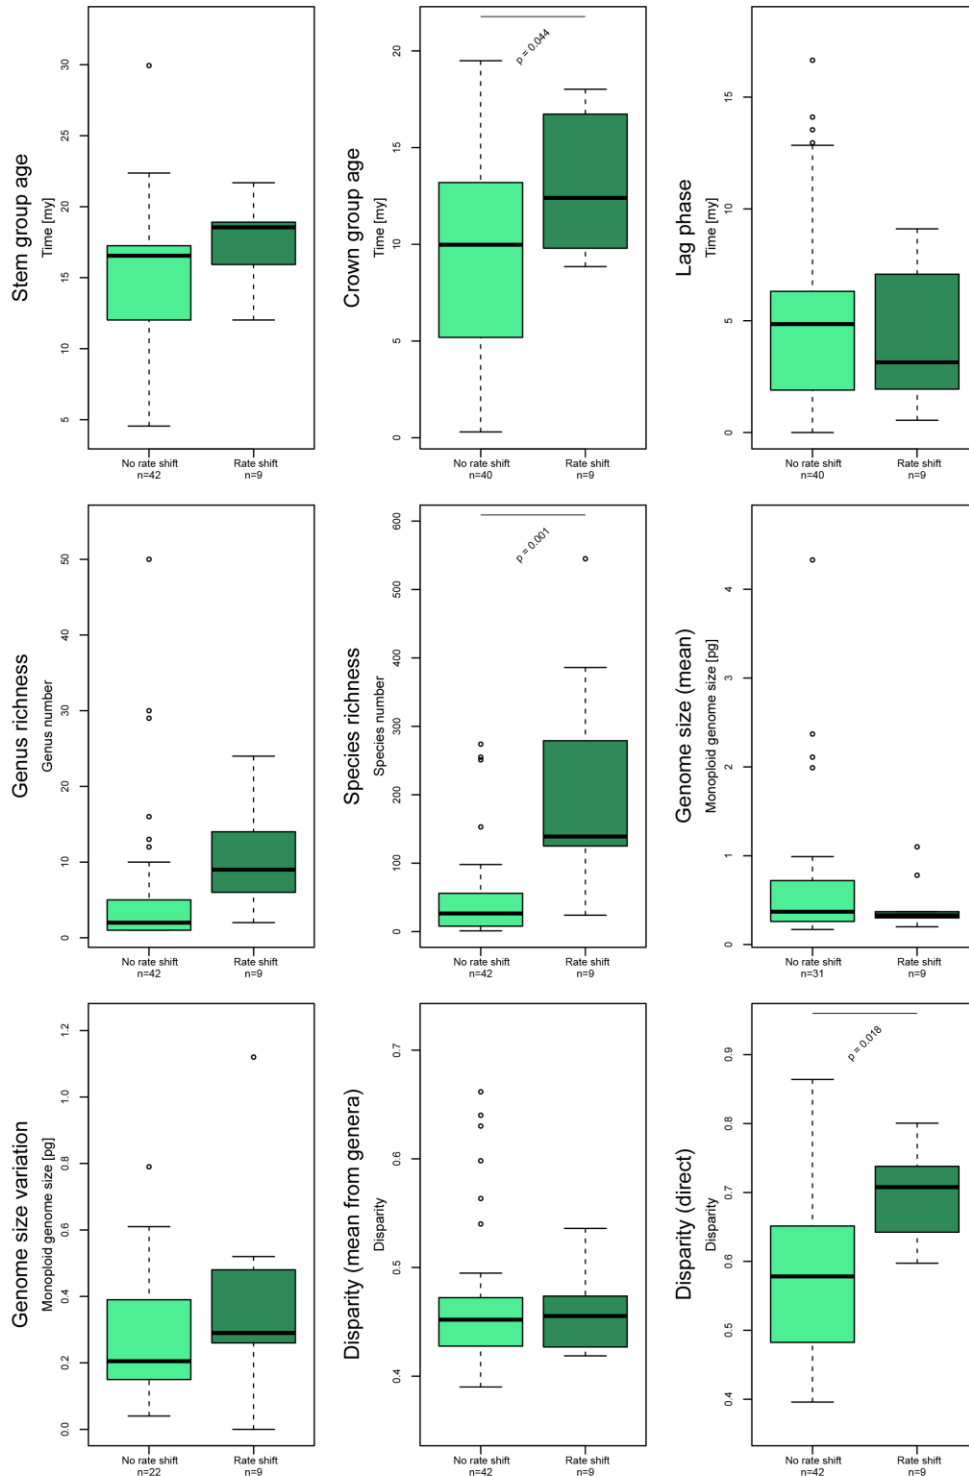 Stem group age
Time [my]
30
25
20
15
10
5
No rate shift
n=42
Rate shift
n=9
Crown group age
Time [my]
20
15
10
5
0
p = 0.044
No rate shift
n=40
Rate shift
n=9
Lag phase
Time [my]
15
10
5
0
No rate shift
n=40
Rate shift
n=9
Genus richness
Genus number
50
40
30
20
10
0
No rate shift
n=42
Rate shift
n=9
Species richness
Species number
600
500
400
300
200
100
0
p = 0.001
No rate shift
n=42
Rate shift
n=9
Genome size (mean)
Monoploid genome size [pg]
4
3
2
1
0
No rate shift
n=31
Rate shift
n=9
Genome size variation
Monoploid genome size [pg]
1.2
1.0
0.8
0.6
0.4
0.2
0.0
No rate shift
n=22
Rate shift
n=9
Disparity (mean from genera)
Disparity
0.7
0.6
0.5
0.4
No rate shift
n=42
Rate shift
n=9
Disparity (direct)
Disparity
0.9
0.8
0.7
0.6
0.5
0.4
p = 0.018
No rate shift
n=42
Rate shift
n=9